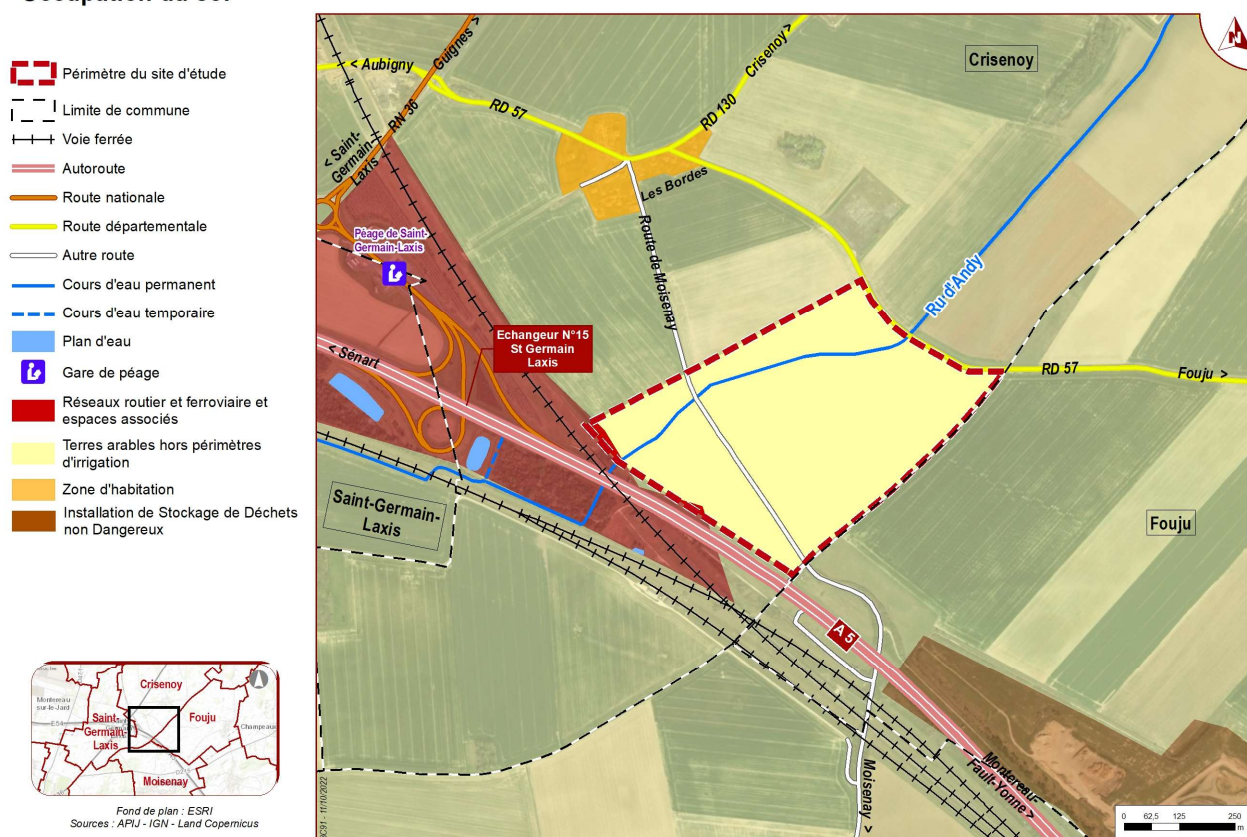 Occupation du sol
Périmètre du site d'étude
Limite de commune
Voie ferrée
Autoroute
Route nationale
Route départementale
Autre route
Cours d'eau permanent
Cours d'eau temporaire
Plan d'eau
Gare de péage
Réseaux routier et ferroviaire et
espaces associés
Terres arables hors périmètres
d'irrigation
Zone d'habitation
Installation de Stockage de Déchets
non Dangereux
Crisenoy
Saint-
Germain-
Laxis
Fouju
Moisenay
Montereau
sur-le-Jard
Champeaux
Fond de plan : ESRI
Sources : APIJ - IGN - Land Copernicus
N
< Aubigny
Guignes >
RN 36
< Saint-
Germain-
Laxis
RD 57
RD 130
Crisenoy >
Crisenoy
Les Bordes
Route de Moisenay
Péage de Saint-
Germain-Laxis
Echangeur N°15
St Germain
Laxis
< Sénart
Ru d'Andy
RD 57
Fouju >
Saint-Germain-
Laxis
Fouju
A 5
Moisenay >
Montereau-
Fault-Yonne >
0 62,5 125 250
m